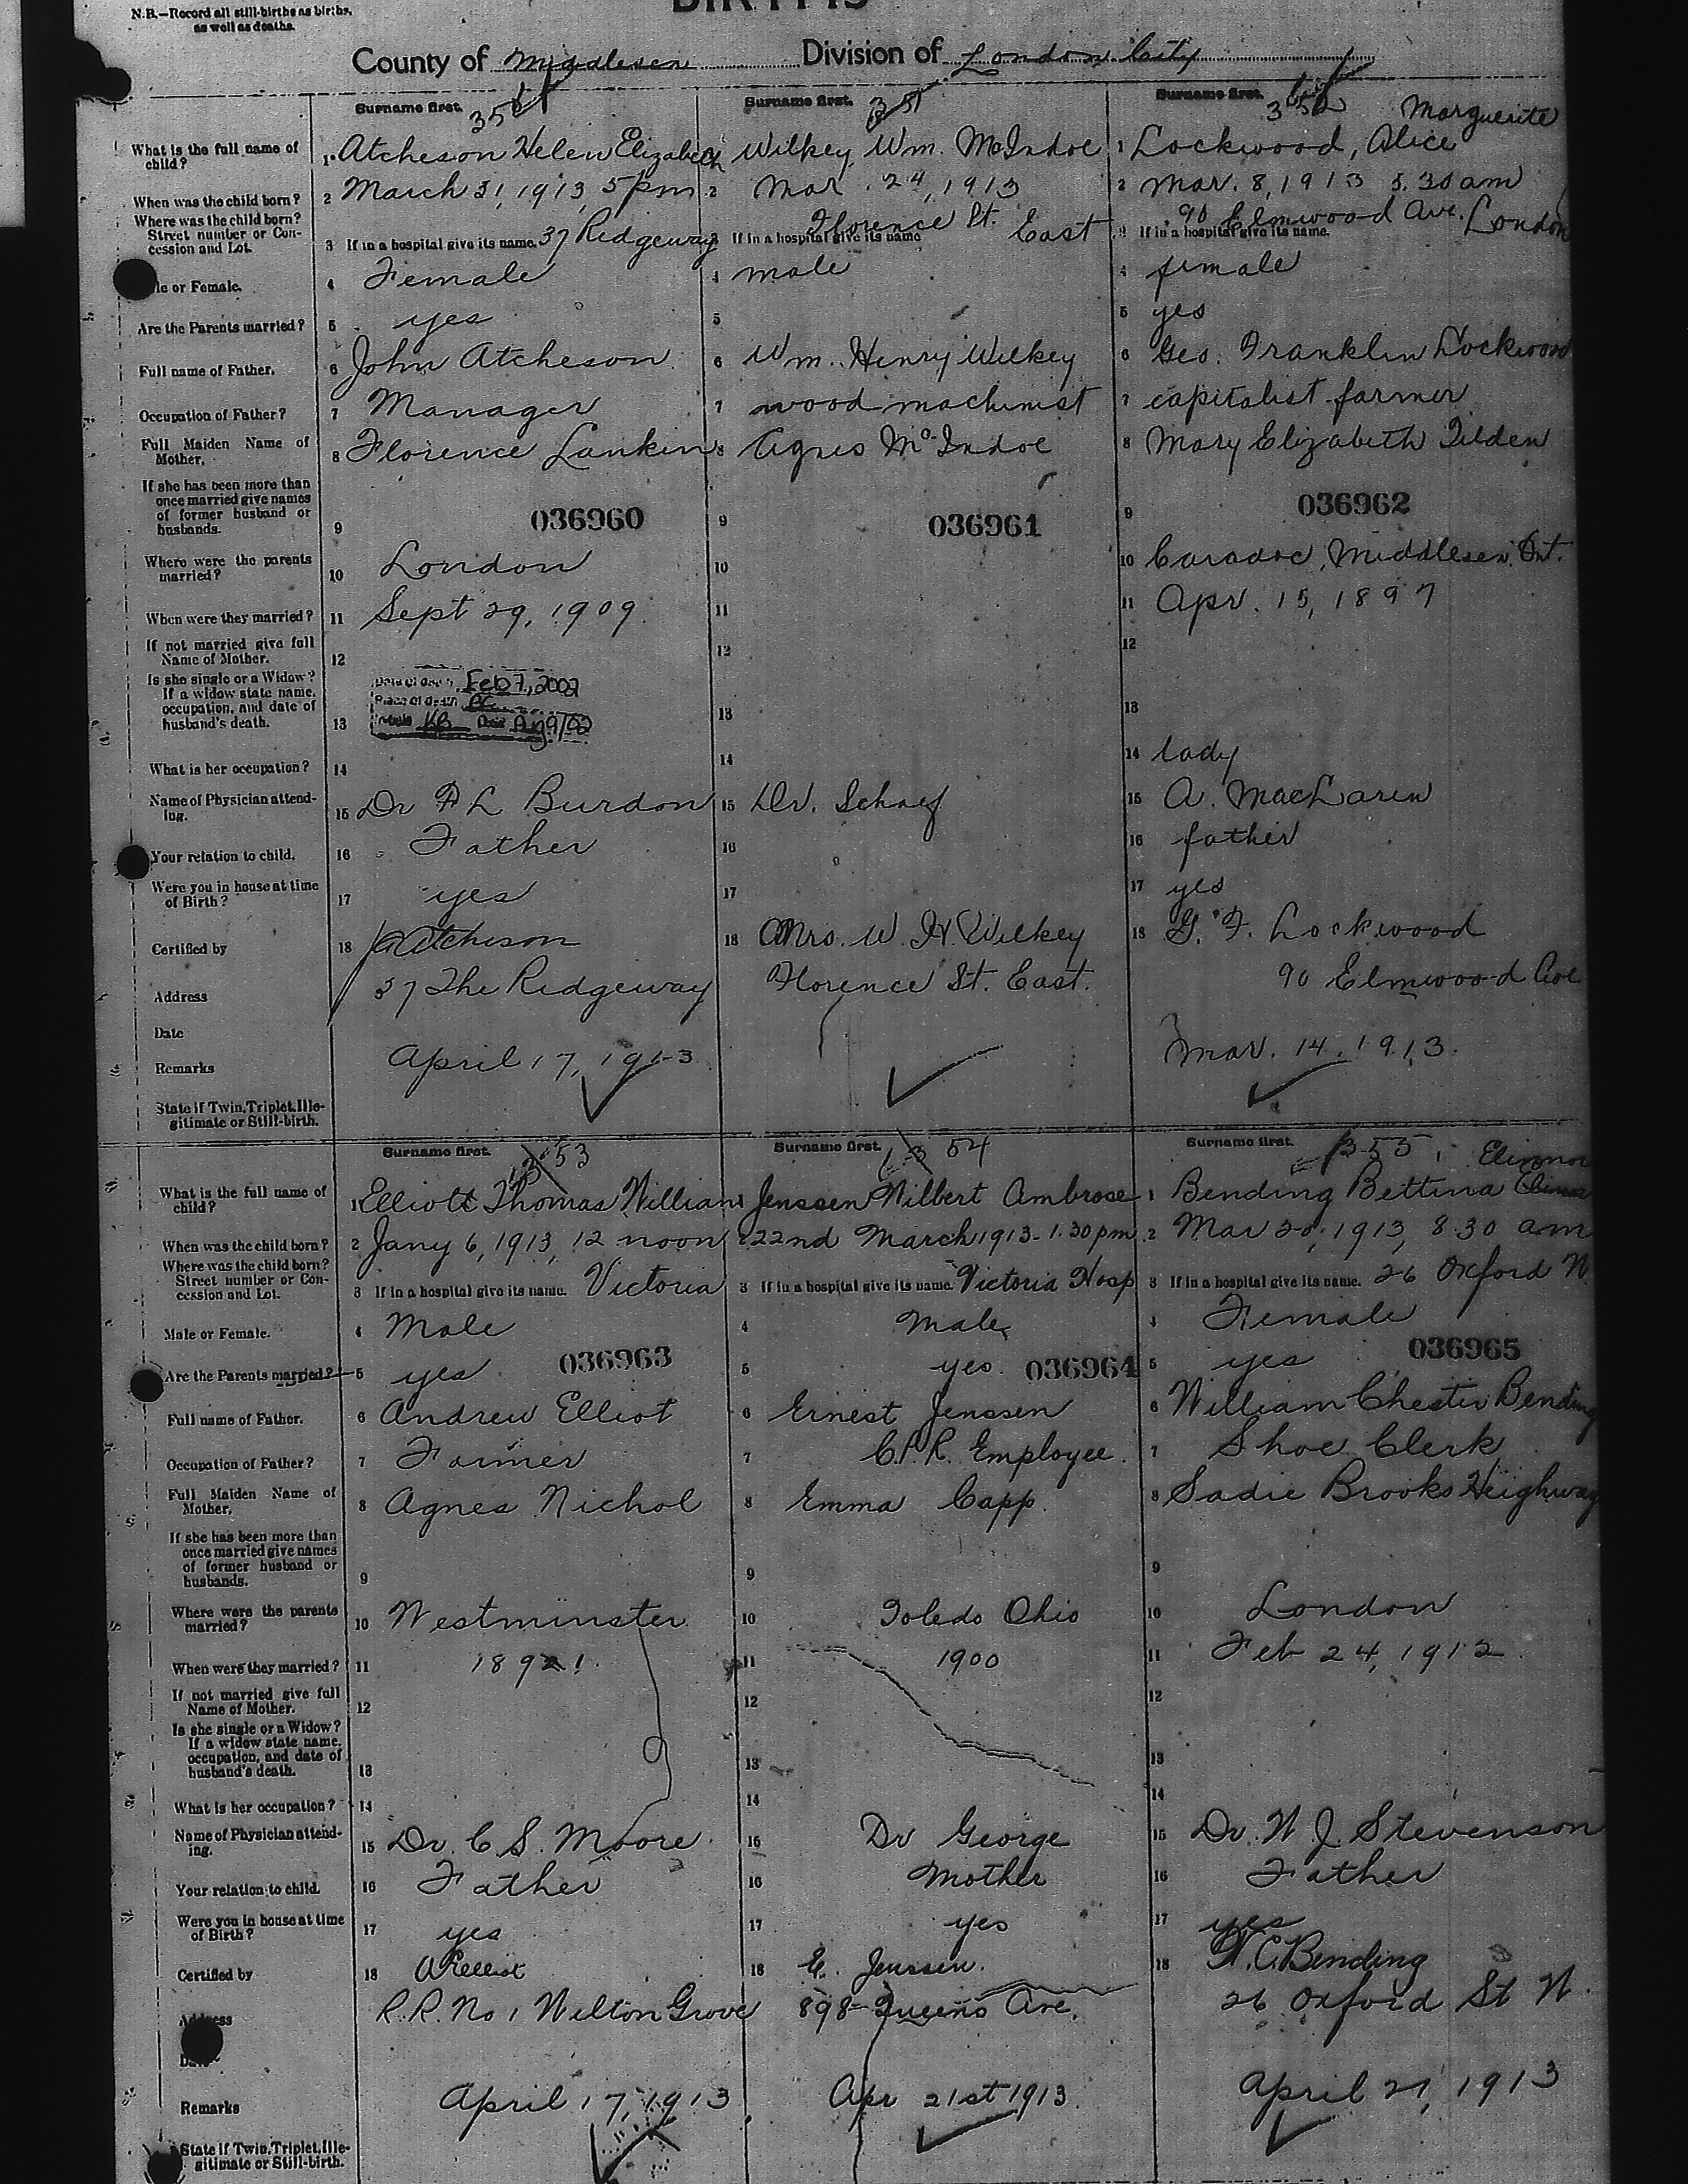 N.B.—Record all still-births as births,
as well as deaths.
BIRTHS
County of Middlesex Division of London City
Surname first. Surname first. Surname first. 352 Marguerite
What is the full name of child? 1 Atcheson Helen Elizabeth 1 Wilkey, Wm. McIndoe 1 Lockwood, Alice
When was the child born? 2 March 31, 1913, 5 pm 2 Mar. 24, 1913 2 Mar. 8, 1913 5.30 am
Where was the child born? Street number or Concession and Lot. 3 If in a hospital give its name. 37 Ridgeway 3 If in a hospital give its name Florence St. East 3 If in a hospital give its name. 90 Elmwood Ave. London
Male or Female. 4 Female 4 male 4 female
Are the Parents married? 5 yes 5 5 yes
Full name of Father. 6 John Atcheson 6 Wm. Henry Wilkey 6 Geo. Franklin Lockwood
Occupation of Father? 7 Manager 7 wood machinist 7 capitalist farmer
Full Maiden Name of Mother. 8 Florence Lankin 8 Agnes McIndoe 8 Mary Elizabeth Tilden
If she has been more than once married give names of former husband or husbands. 9 036960 9 036961 9 036962
Where were the parents married? 10 London 10 10 Caradoc, Middlesex, Ont.
When were they married? 11 Sept 29, 1909 11 11 Apr. 15, 1897
If not married give full Name of Mother. 12 12 12
Is she single or a Widow? If a widow state name, occupation, and date of husband's death. 13 Date of death Feb 7, 2002 Place of death Initials KB Date Aug 9/02 13 13
What is her occupation? 14 14 14 lady
Name of Physician attending. 15 Dr F L Burdon 15 Dr. Schaef 15 A. MacLaren
Your relation to child. 16 Father 16 16 father
Were you in house at time of Birth? 17 yes 17 17 yes
Certified by 18 J Atcheson 18 Mrs. W. H. Wilkey 18 G. F. Lockwood
Address 37 The Ridgeway Florence St. East. 90 Elmwood Ave
Date
Remarks April 17, 1913 Mar. 14. 1913.
State if Twin, Triplet, Illegitimate or Still-birth.
Surname first. 353 Surname first. 354 Surname first. 355 Elinnor
What is the full name of child? 1 Elliott Thomas William 1 Jenssen Wilbert Ambrose 1 Bending Bettina
When was the child born? 2 Jany 6, 1913, 12 noon 2 22nd March 1913 - 1.30 pm 2 Mar 20, 1913, 8.30 am
Where was the child born? Street number or Concession and Lot. 3 If in a hospital give its name. Victoria 3 If in a hospital give its name. Victoria Hosp 3 If in a hospital give its name. 26 Oxford W
Male or Female. 4 Male 4 Male 4 Female
Are the Parents married? 5 yes 036963 5 yes. 036964 5 yes 036965
Full name of Father. 6 Andrew Elliot 6 Ernest Jenssen 6 William Chester Bending
Occupation of Father? 7 Farmer 7 C.P.R. Employee. 7 Shoe Clerk
Full Maiden Name of Mother. 8 Agnes Nichol 8 Emma Capp. 8 Sadie Brooks Heighway
If she has been more than once married give names of former husband or husbands. 9 9 9
Where were the parents married? 10 Westminster 10 Toledo Ohio 10 London
When were they married? 11 1892! 11 1900 11 Feb 24, 1912
If not married give full Name of Mother. 12 12 12
Is she single or a Widow? If a widow state name, occupation, and date of husband's death. 13 13 13
What is her occupation? 14 14 14
Name of Physician attending. 15 Dr. C S. Moore 15 Dr George 15 Dr. W J. Stevenson
Your relation to child. 16 Father 16 Mother 16 Father
Were you in house at time of Birth? 17 yes 17 yes 17 yes
Certified by 18 A Elliot 18 E. Jenssen. 18 W. C. Bending
Address R.R. No 1 Wilton Grove 898 - Queens Ave. 26 Oxford St W.
Date
Remarks April 17, 1913 Apr 21st 1913. April 21, 1913
State if Twin, Triplet, Illegitimate or Still-birth.